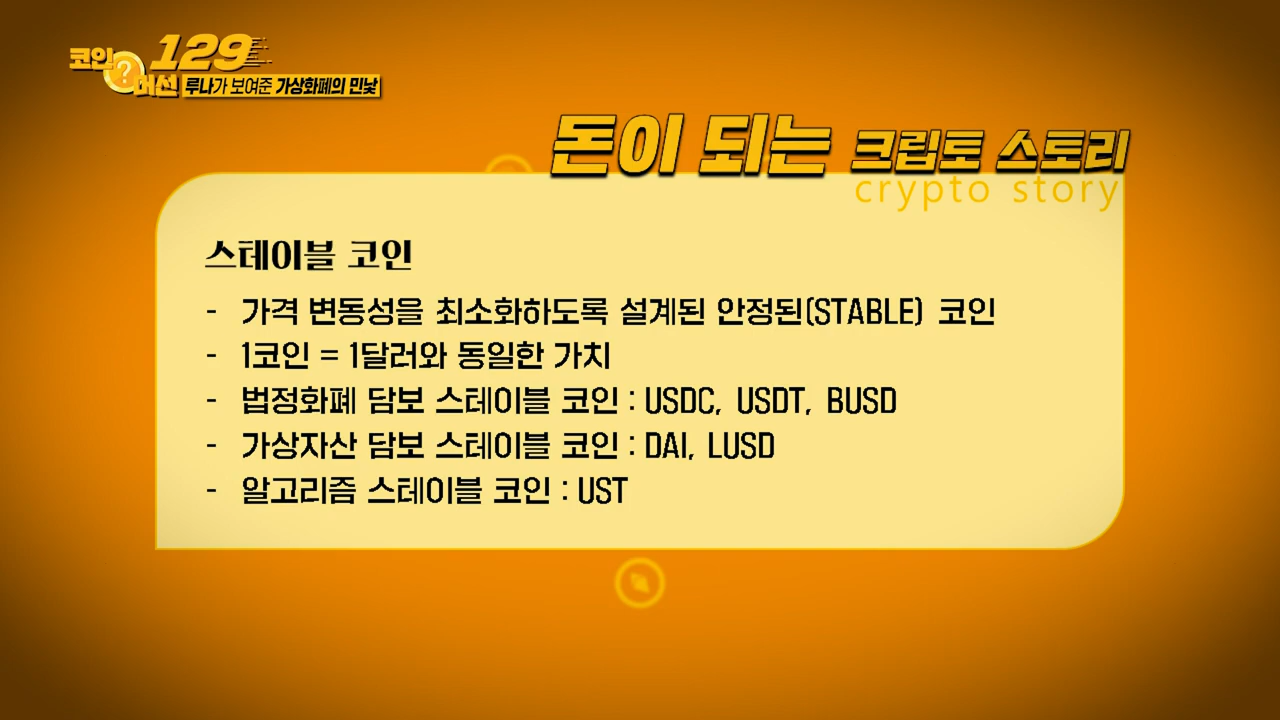 코인 129
머선 루나가 보여준 가상화폐의 민낯
돈이 되는 크립토 스토리
crypto story
스테이블 코인
- 가격 변동성을 최소화하도록 설계된 안정된(STABLE) 코인
- 1코인 = 1달러와 동일한 가치
- 법정화폐 담보 스테이블 코인 : USDC, USDT, BUSD
- 가상자산 담보 스테이블 코인 : DAI, LUSD
- 알고리즘 스테이블 코인 : UST